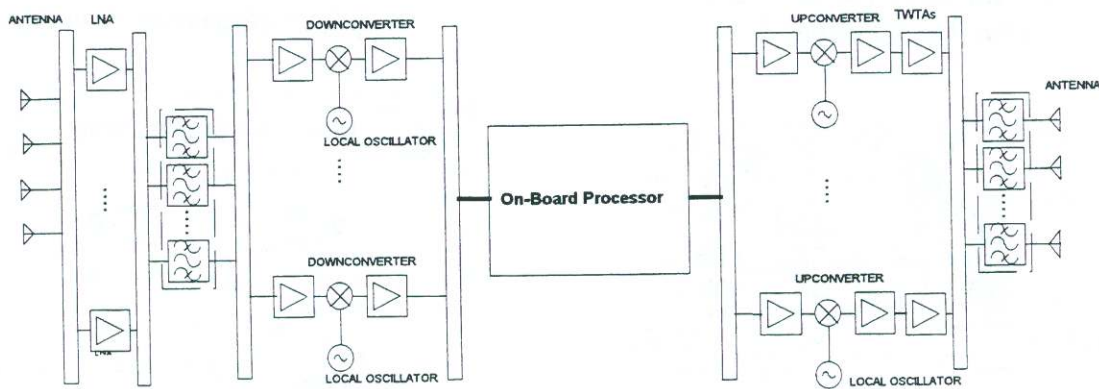 ANTENNA
LNA
DOWNCONVERTER
LOCAL OSCILLATOR
DOWNCONVERTER
LOCAL OSCILLATOR
LNA
On-Board Processor
UPCONVERTER
TWTAs
ANTENNA
UPCONVERTER
LOCAL OSCILLATOR